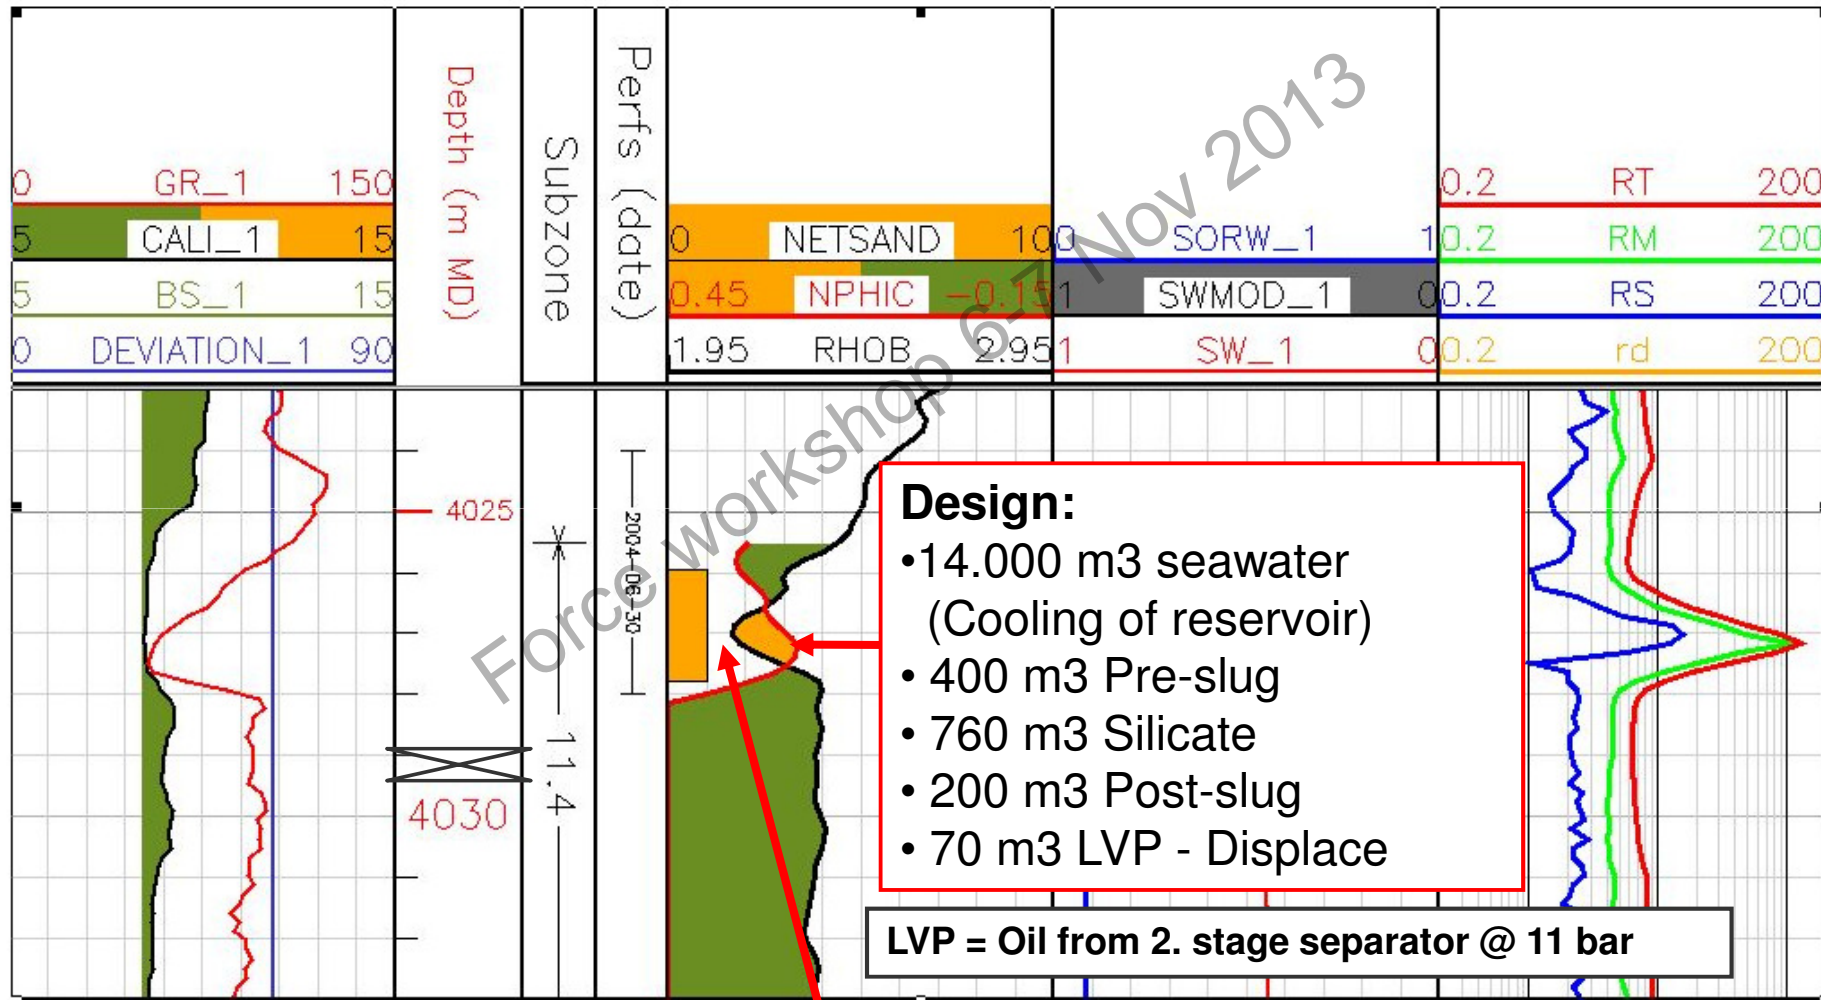 Depth (m MD)
Subzone
Perfs (date)
0 GR_1 150
5 CALI_1 15
5 BS_1 15
0 DEVIATION_1 90
0 NETSAND 10
0.45 NPHIC -0.15
1.95 RHOB 2.95
0 SORW_1 1
1 SWMOD_1 0
1 SW_1 0
0.2 RT 200
0.2 RM 200
0.2 RS 200
0.2 rd 200
Force workshop 6-7 Nov 2013
4025
2004-06-30
11.4
4030
Design:
•14.000 m3 seawater
(Cooling of reservoir)
• 400 m3 Pre-slug
• 760 m3 Silicate
• 200 m3 Post-slug
• 70 m3 LVP - Displace
LVP = Oil from 2. stage separator @ 11 bar